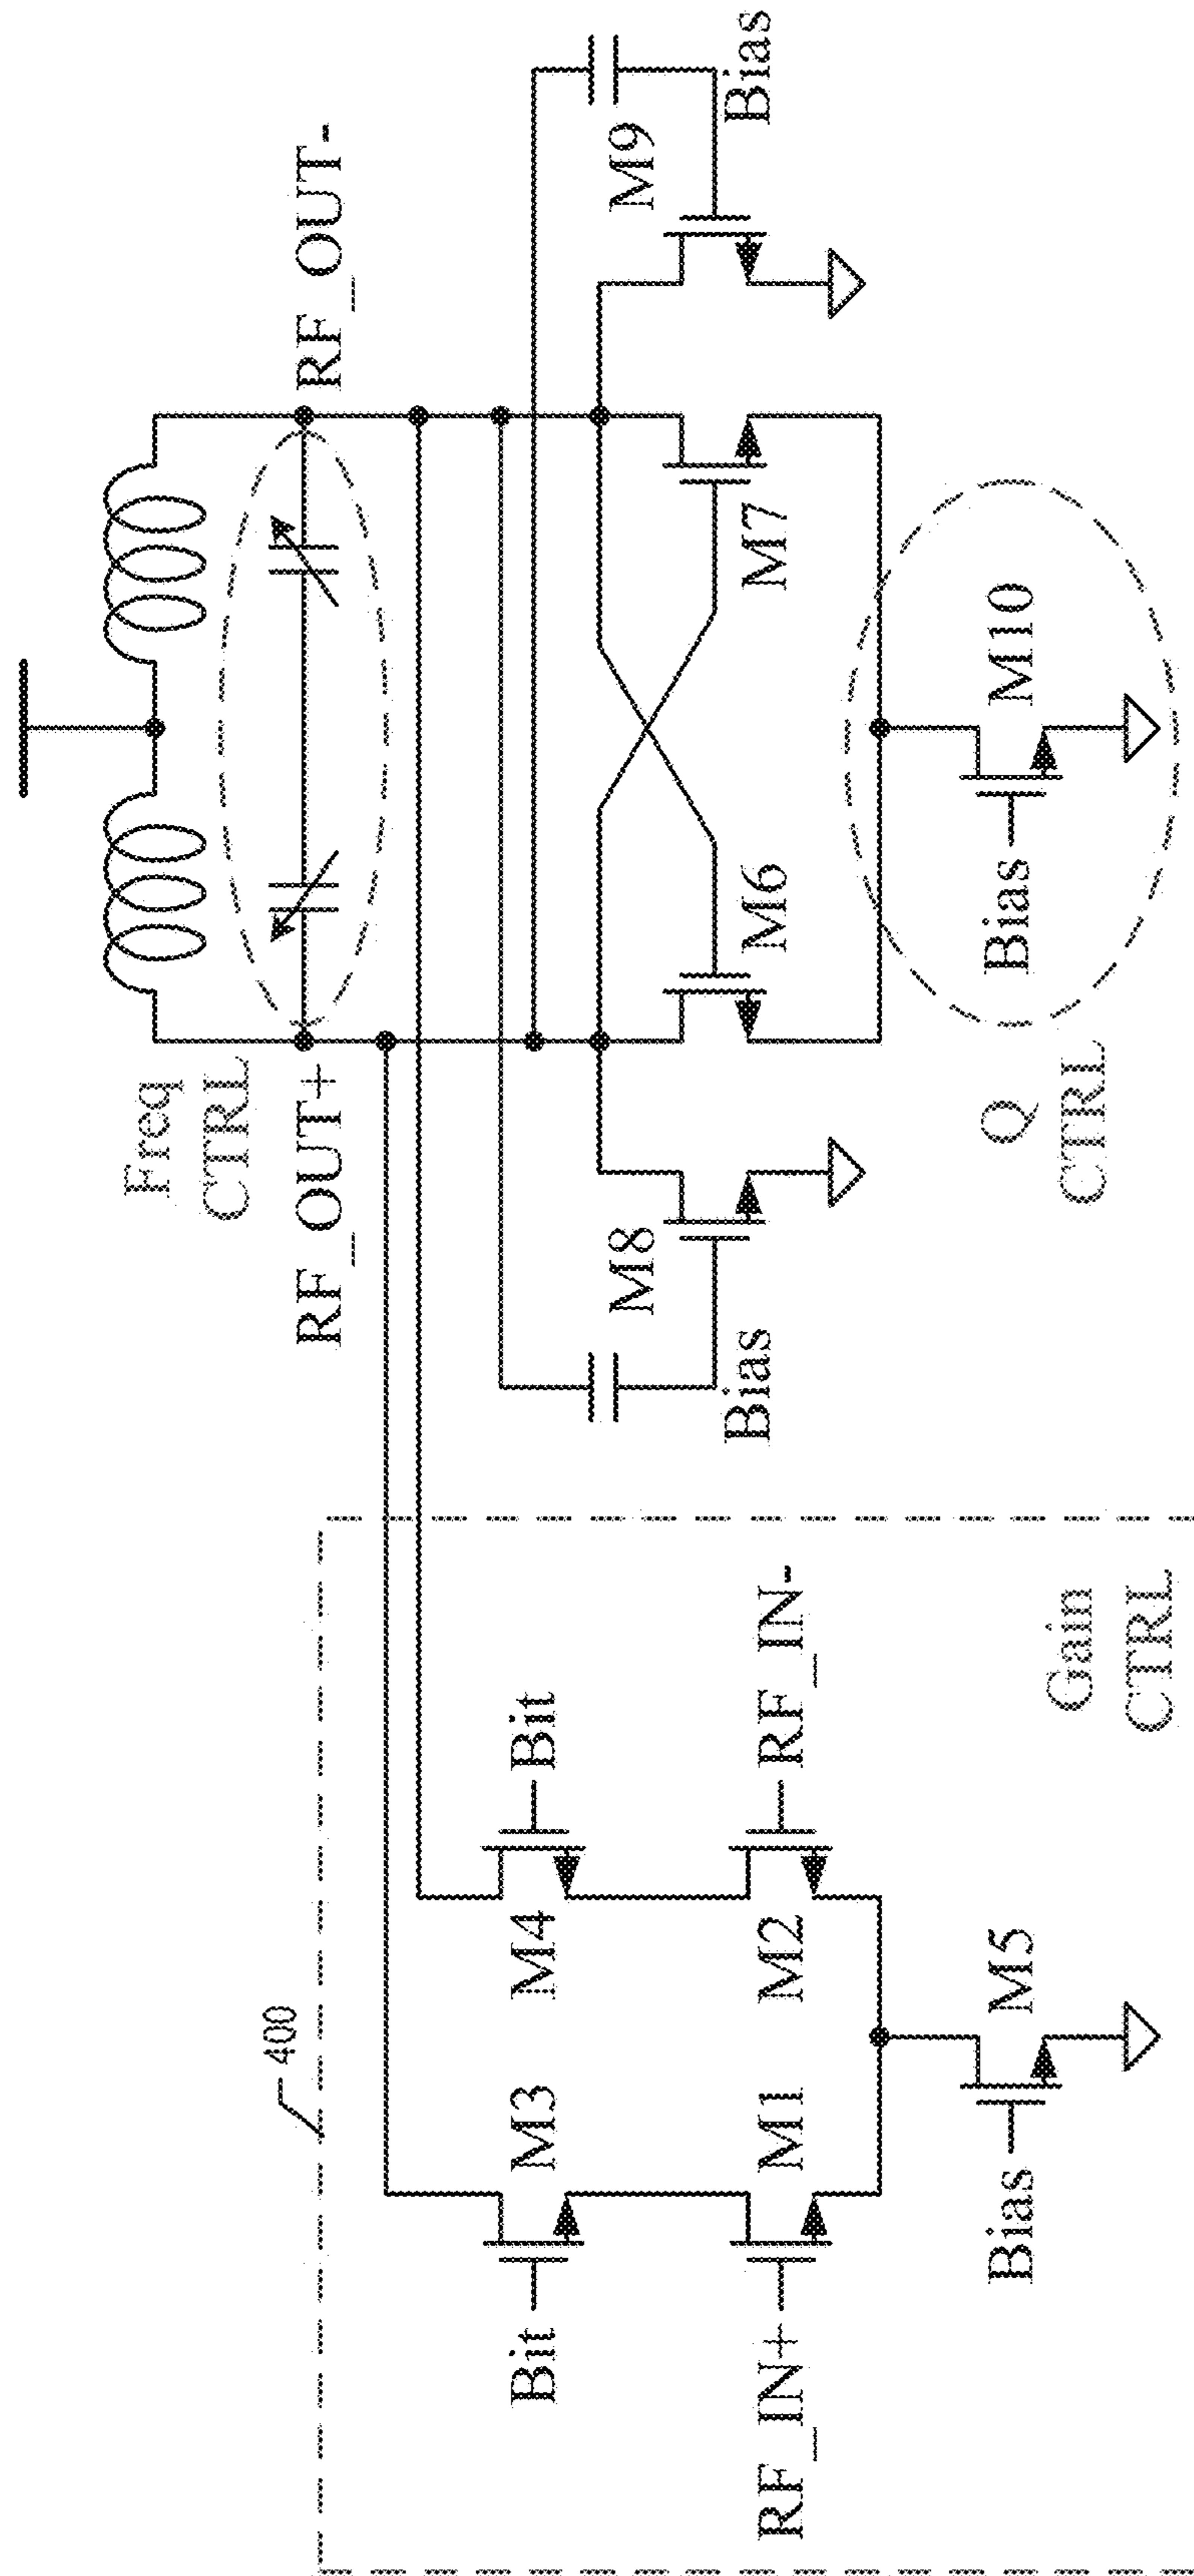 Freq
CTRL
RF_OUT+
RF_OUT-
400
Bit
M3
M4
Bit
M8
M9
Bias
Bias
M6
M7
RF_IN+
M1
M2
RF_IN-
Bias
M5
Gain
CTRL
Q
CTRL
Bias
M10